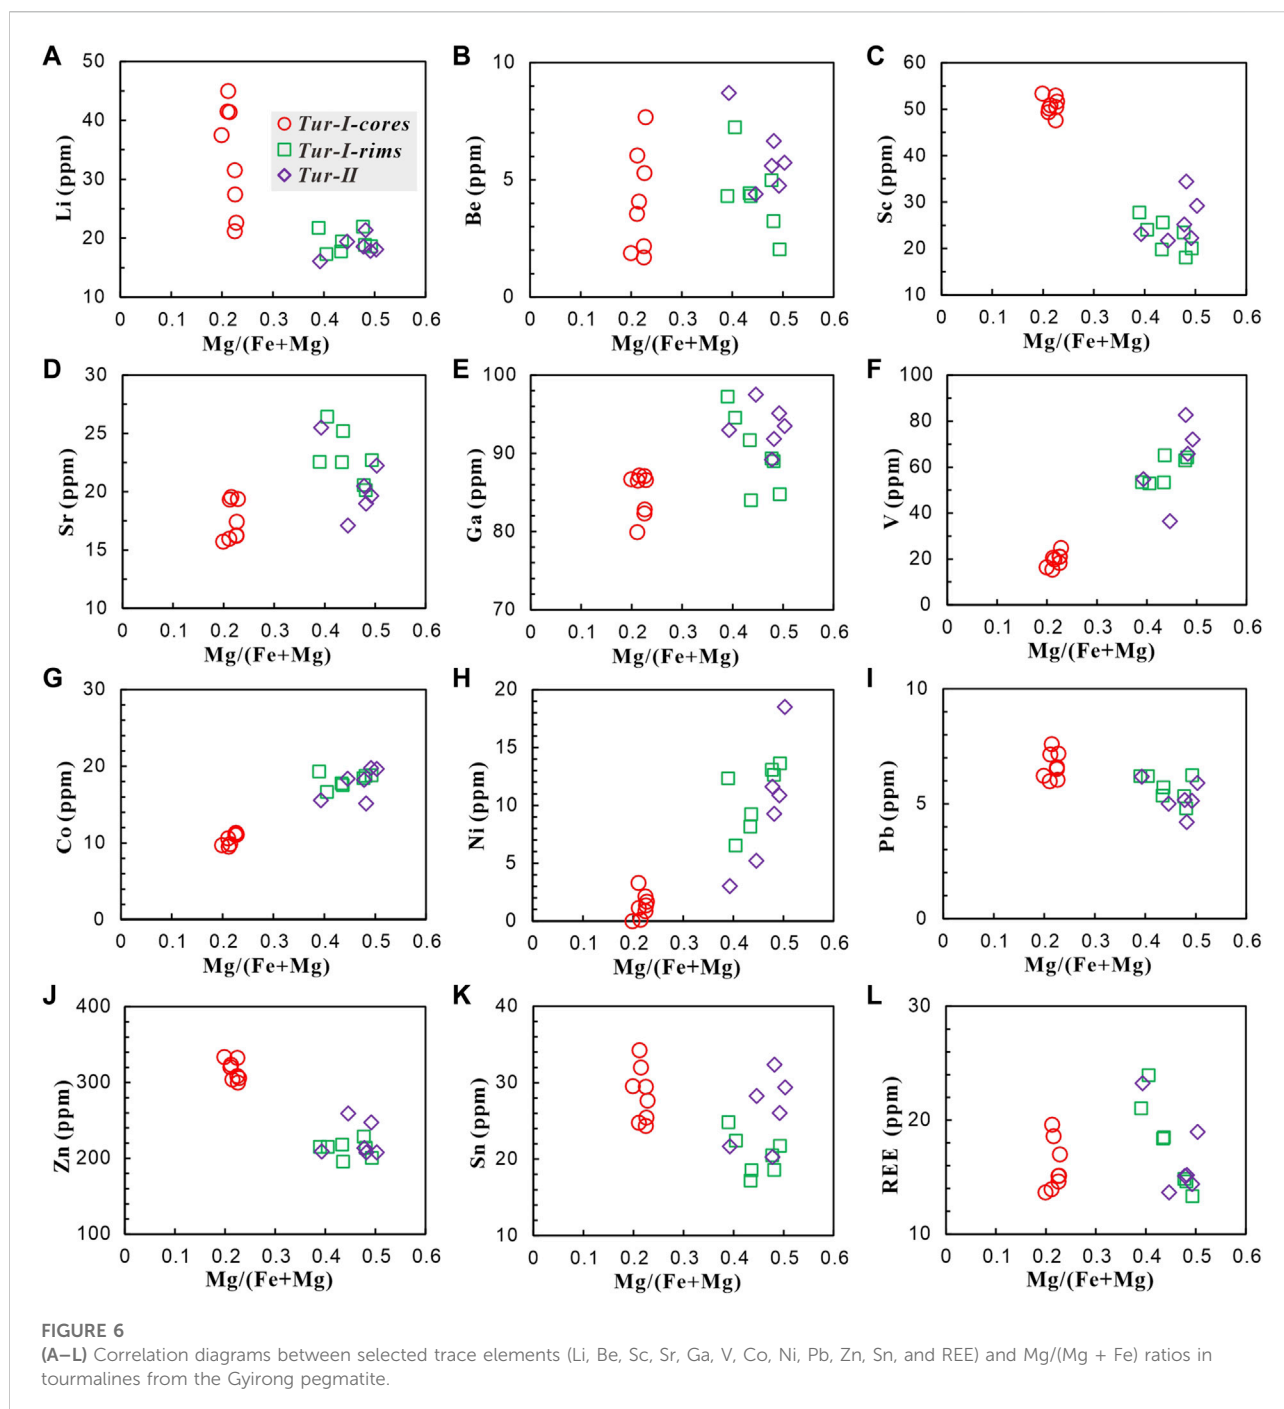 A
50
40
30
20
10
Li (ppm)
0 0.1 0.2 0.3 0.4 0.5 0.6
Mg/(Fe+Mg)
Tur-I-cores
Tur-I-rims
Tur-II
B
10
5
0
Be (ppm)
0 0.1 0.2 0.3 0.4 0.5 0.6
Mg/(Fe+Mg)
C
60
50
40
30
20
10
Sc (ppm)
0 0.1 0.2 0.3 0.4 0.5 0.6
Mg/(Fe+Mg)
D
30
25
20
15
10
Sr (ppm)
0 0.1 0.2 0.3 0.4 0.5 0.6
Mg/(Fe+Mg)
E
100
90
80
70
Ga (ppm)
0 0.1 0.2 0.3 0.4 0.5 0.6
Mg/(Fe+Mg)
F
100
80
60
40
20
0
V (ppm)
0 0.1 0.2 0.3 0.4 0.5 0.6
Mg/(Fe+Mg)
G
30
20
10
0
Co (ppm)
0 0.1 0.2 0.3 0.4 0.5 0.6
Mg/(Fe+Mg)
H
20
15
10
5
0
Ni (ppm)
0 0.1 0.2 0.3 0.4 0.5 0.6
Mg/(Fe+Mg)
I
10
5
0
Pb (ppm)
0 0.1 0.2 0.3 0.4 0.5 0.6
Mg/(Fe+Mg)
J
400
300
200
100
Zn (ppm)
0 0.1 0.2 0.3 0.4 0.5 0.6
Mg/(Fe+Mg)
K
40
30
20
10
Sn (ppm)
0 0.1 0.2 0.3 0.4 0.5 0.6
Mg/(Fe+Mg)
L
30
20
10
REE (ppm)
0 0.1 0.2 0.3 0.4 0.5 0.6
Mg/(Fe+Mg)
FIGURE 6
(A–L) Correlation diagrams between selected trace elements (Li, Be, Sc, Sr, Ga, V, Co, Ni, Pb, Zn, Sn, and REE) and Mg/(Mg + Fe) ratios in
tourmalines from the Gyirong pegmatite.